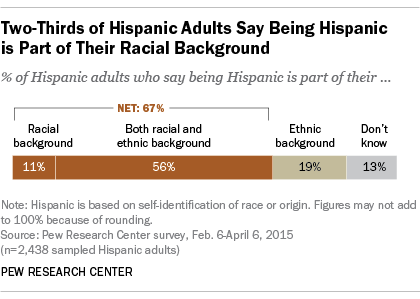 Two-Thirds of Hispanic Adults Say Being Hispanic
is Part of Their Racial Background
% of Hispanic adults who say being Hispanic is part of their ...
NET: 67%
Racial
background
Both racial and
ethnic background
Ethnic
background
Don't
know
11%
56%
19%
13%
Note: Hispanic is based on self-identification of race or origin. Figures may not
add to 100% because of rounding.
Source: Pew Research Center survey, Feb. 6-April 6, 2015
(n=2,438 sampled Hispanic adults)
PEW RESEARCH CENTER